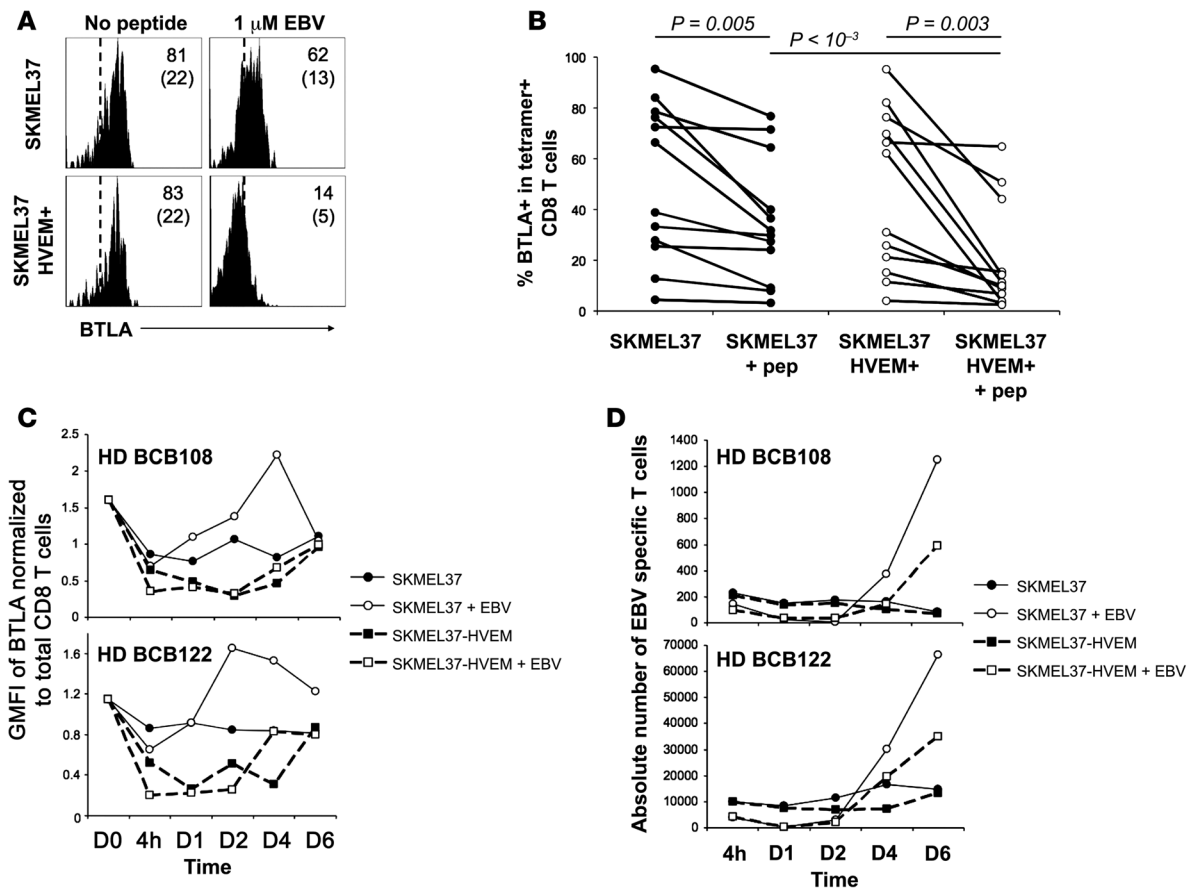 A
No peptide
1 μM EBV
SKMEL37
81
(22)
62
(13)
SKMEL37
HVEM+
83
(22)
14
(5)
BTLA
B
P = 0.005
P < 10–3
P = 0.003
% BTLA+ in tetramer+
CD8 T cells
100
80
60
40
20
0
SKMEL37
SKMEL37
+ pep
SKMEL37
HVEM+
SKMEL37
HVEM+
+ pep
C
GMFI of BTLA normalized
to total CD8 T cells
HD BCB108
2.5
2
1.5
1
0.5
0
HD BCB122
1.6
1.2
0.8
0.4
0
D0 4h D1 D2 D4 D6
Time
SKMEL37
SKMEL37 + EBV
SKMEL37-HVEM
SKMEL37-HVEM + EBV
D
Absolute number of EBV specific T cells
HD BCB108
1400
1200
1000
800
600
400
200
0
HD BCB122
70000
60000
50000
40000
30000
20000
10000
0
4h D1 D2 D4 D6
Time
SKMEL37
SKMEL37 + EBV
SKMEL37-HVEM
SKMEL37-HVEM + EBV